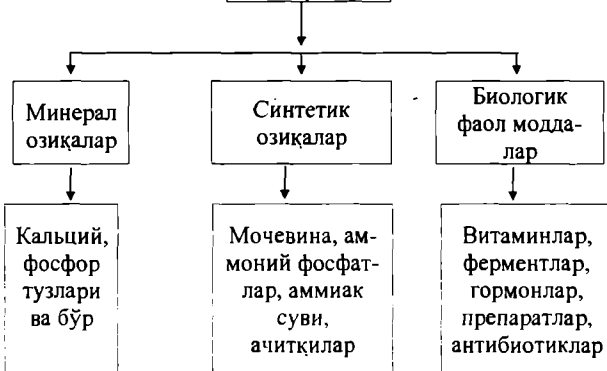 Минерал
озиқалар
Синтетик
озиқалар
Биологик
фаол модда-
лар
Кальций,
фосфор
тузлари
ва бўр
Мочевина, ам-
моний фосфат-
лар, аммиак
суви,
ачитқилар
Витаминлар,
ферментлар,
гормонлар,
препаратлар,
антибиотиклар